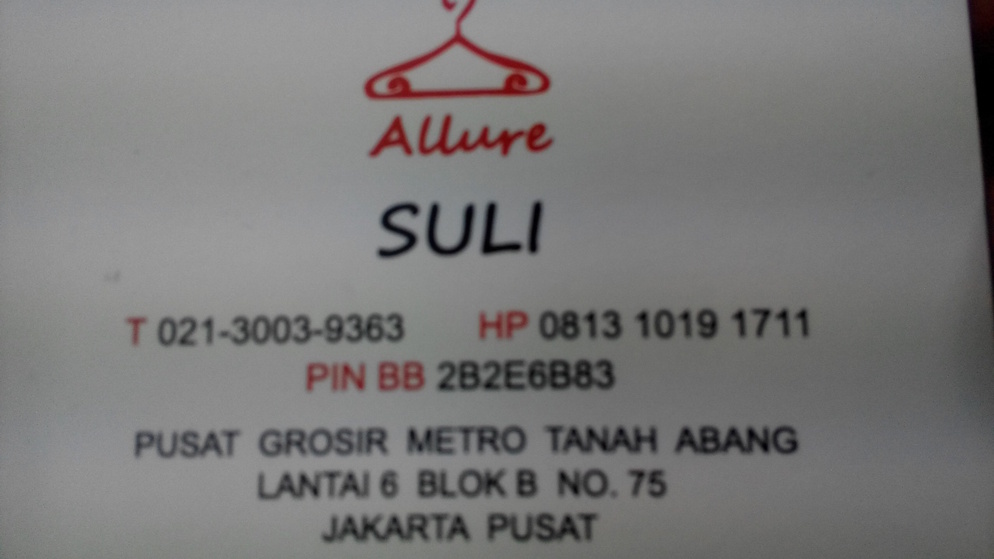 Allure
SULI
T 021-3003-9363 HP 0813 1019 1711
PIN BB 2B2E6B83
PUSAT GROSIR METRO TANAH ABANG
LANTAI 6 BLOK B NO. 75
JAKARTA PUSAT